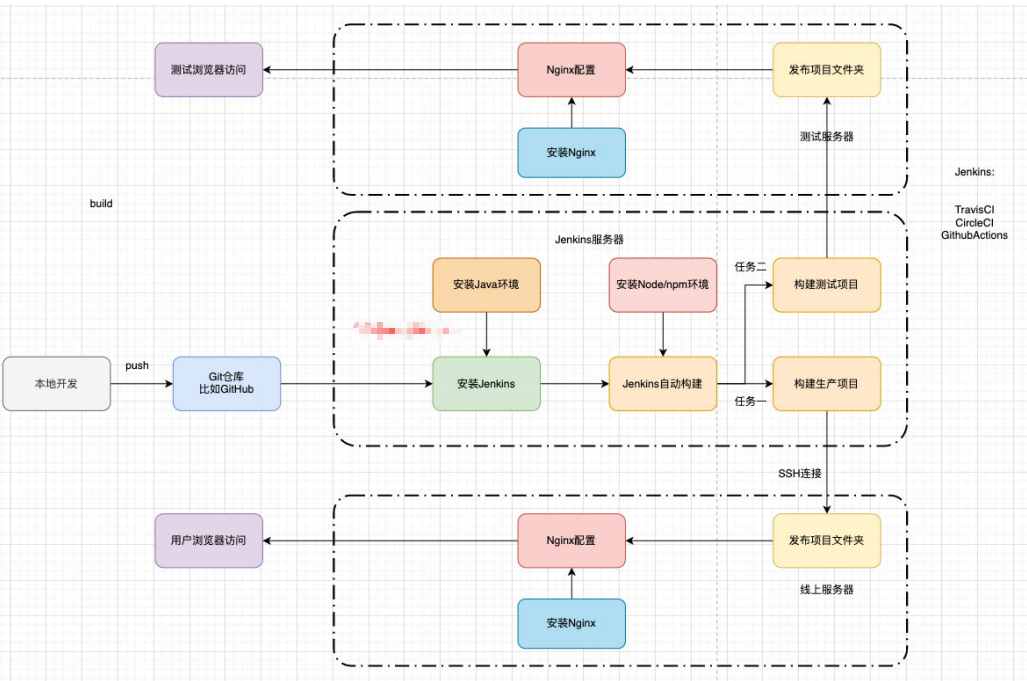 测试浏览器访问
Nginx配置
发布项目文件夹
安装Nginx
测试服务器
Jenkins:
TravisCI
CircleCI
GithubActions
build
Jenkins服务器
安装Java环境
安装Node/npm环境
任务二
构建测试项目
push
本地开发
Git仓库
比如GitHub
安装Jenkins
Jenkins自动构建
任务一
构建生产项目
SSH连接
用户浏览器访问
Nginx配置
发布项目文件夹
线上服务器
安装Nginx